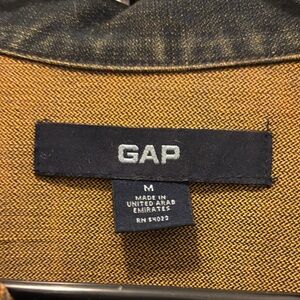 GAP
M
MADE IN
UNITED ARAB
EMIRATES
RN 54023